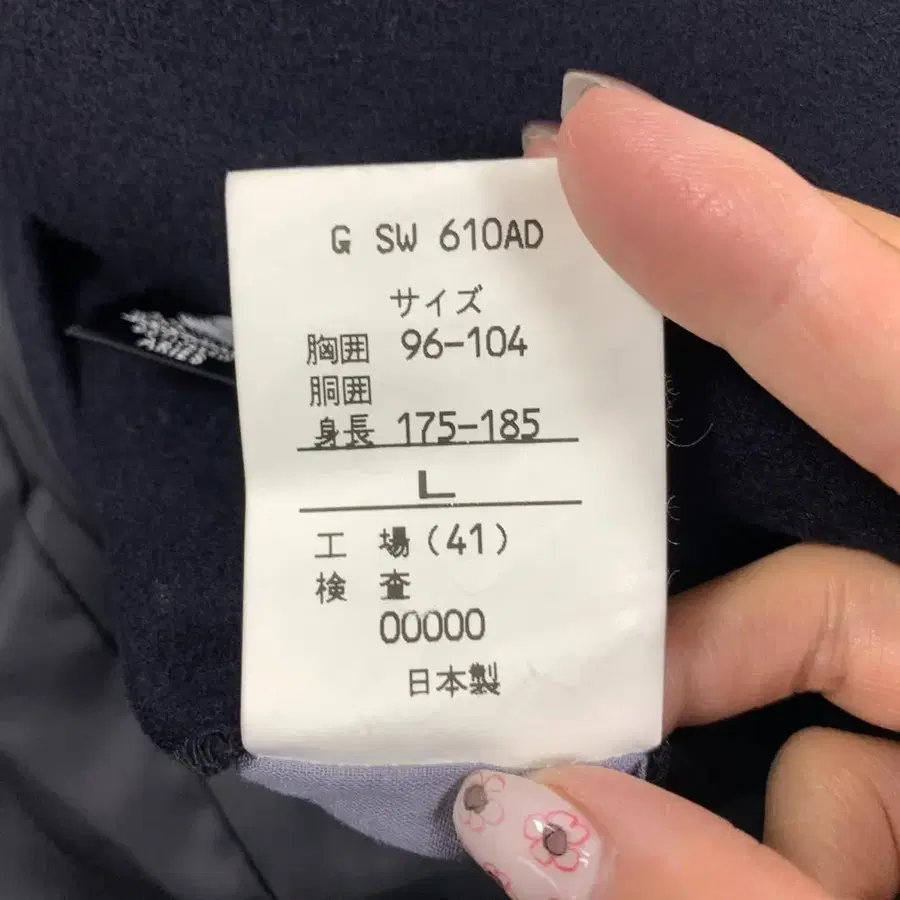 G SW 610AD
サイズ
胸囲 96-104
胴囲
身長 175-185
L
工 場(41)
検 査
00000
日本製